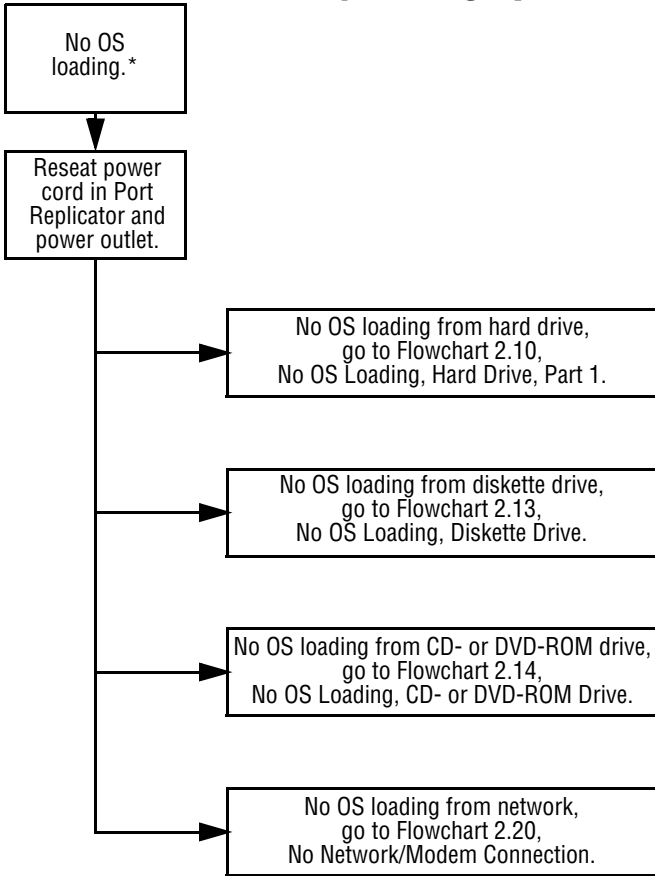 No OS
loading.*
Reseat power
cord in Port
Replicator and
power outlet.
No OS loading from hard drive,
go to Flowchart 2.10,
No OS Loading, Hard Drive, Part 1.
No OS loading from diskette drive,
go to Flowchart 2.13,
No OS Loading, Diskette Drive.
No OS loading from CD- or DVD-ROM drive,
go to Flowchart 2.14,
No OS Loading, CD- or DVD-ROM Drive.
No OS loading from network,
go to Flowchart 2.20,
No Network/Modem Connection.